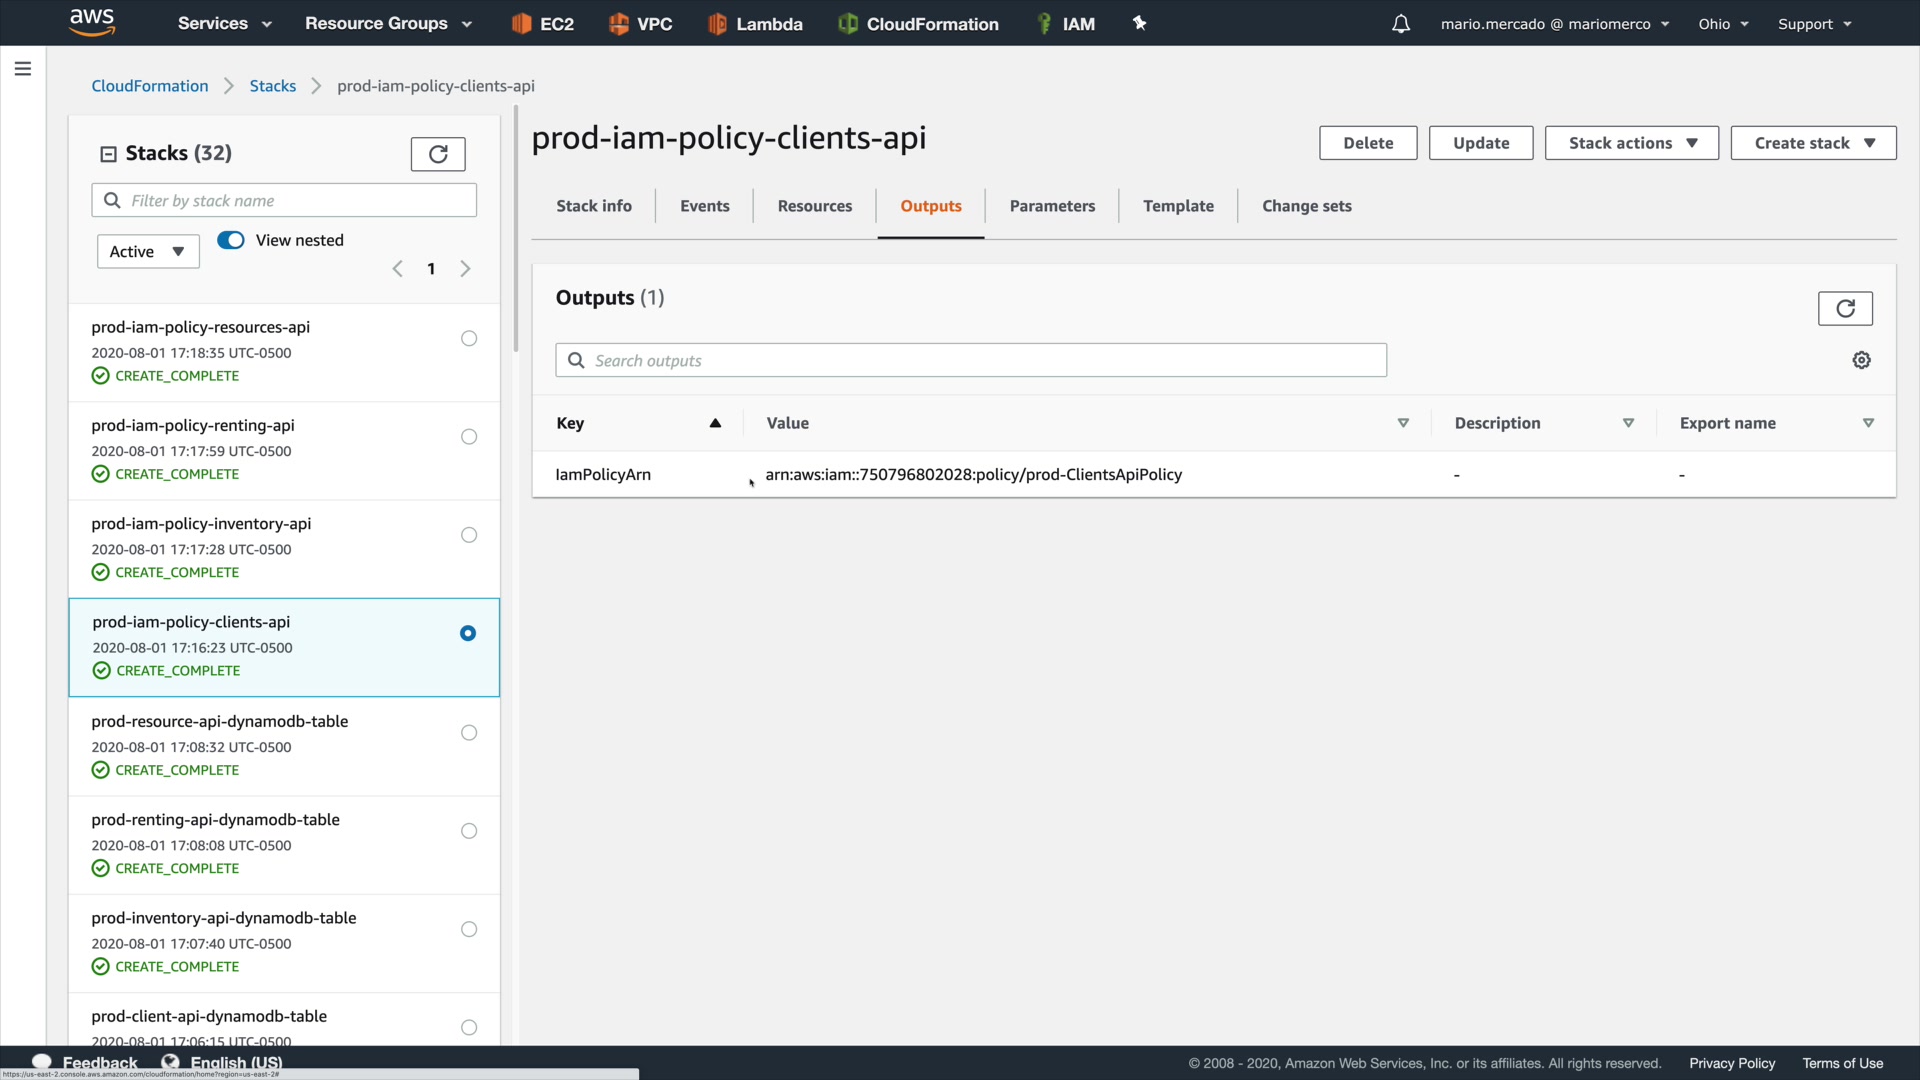 aws
Services
Resource Groups
EC2
VPC
Lambda
CloudFormation
IAM
mario.mercado @ mariomerco
Ohio
Support
CloudFormation
Stacks
prod-iam-policy-clients-api
Stacks (32)
Filter by stack name
Active
View nested
1
prod-iam-policy-resources-api
2020-08-01 17:18:35 UTC-0500
CREATE_COMPLETE
prod-iam-policy-renting-api
2020-08-01 17:17:59 UTC-0500
CREATE_COMPLETE
prod-iam-policy-inventory-api
2020-08-01 17:17:28 UTC-0500
CREATE_COMPLETE
prod-iam-policy-clients-api
2020-08-01 17:16:23 UTC-0500
CREATE_COMPLETE
prod-resource-api-dynamodb-table
2020-08-01 17:08:32 UTC-0500
CREATE_COMPLETE
prod-renting-api-dynamodb-table
2020-08-01 17:08:08 UTC-0500
CREATE_COMPLETE
prod-inventory-api-dynamodb-table
2020-08-01 17:07:40 UTC-0500
CREATE_COMPLETE
prod-client-api-dynamodb-table
2020-08-01 17:06:15 UTC-0500
prod-iam-policy-clients-api
Delete
Update
Stack actions
Create stack
Stack info
Events
Resources
Outputs
Parameters
Template
Change sets
Outputs (1)
Search outputs
Key Value Description Export name
IamPolicyArn arn:aws:iam::750796802028:policy/prod-ClientsApiPolicy - -
Feedback
English (US)
© 2008 - 2020, Amazon Web Services, Inc. or its affiliates. All rights reserved.
Privacy Policy
Terms of Use
https://us-east-2.console.aws.amazon.com/cloudformation/home?region=us-east-2#